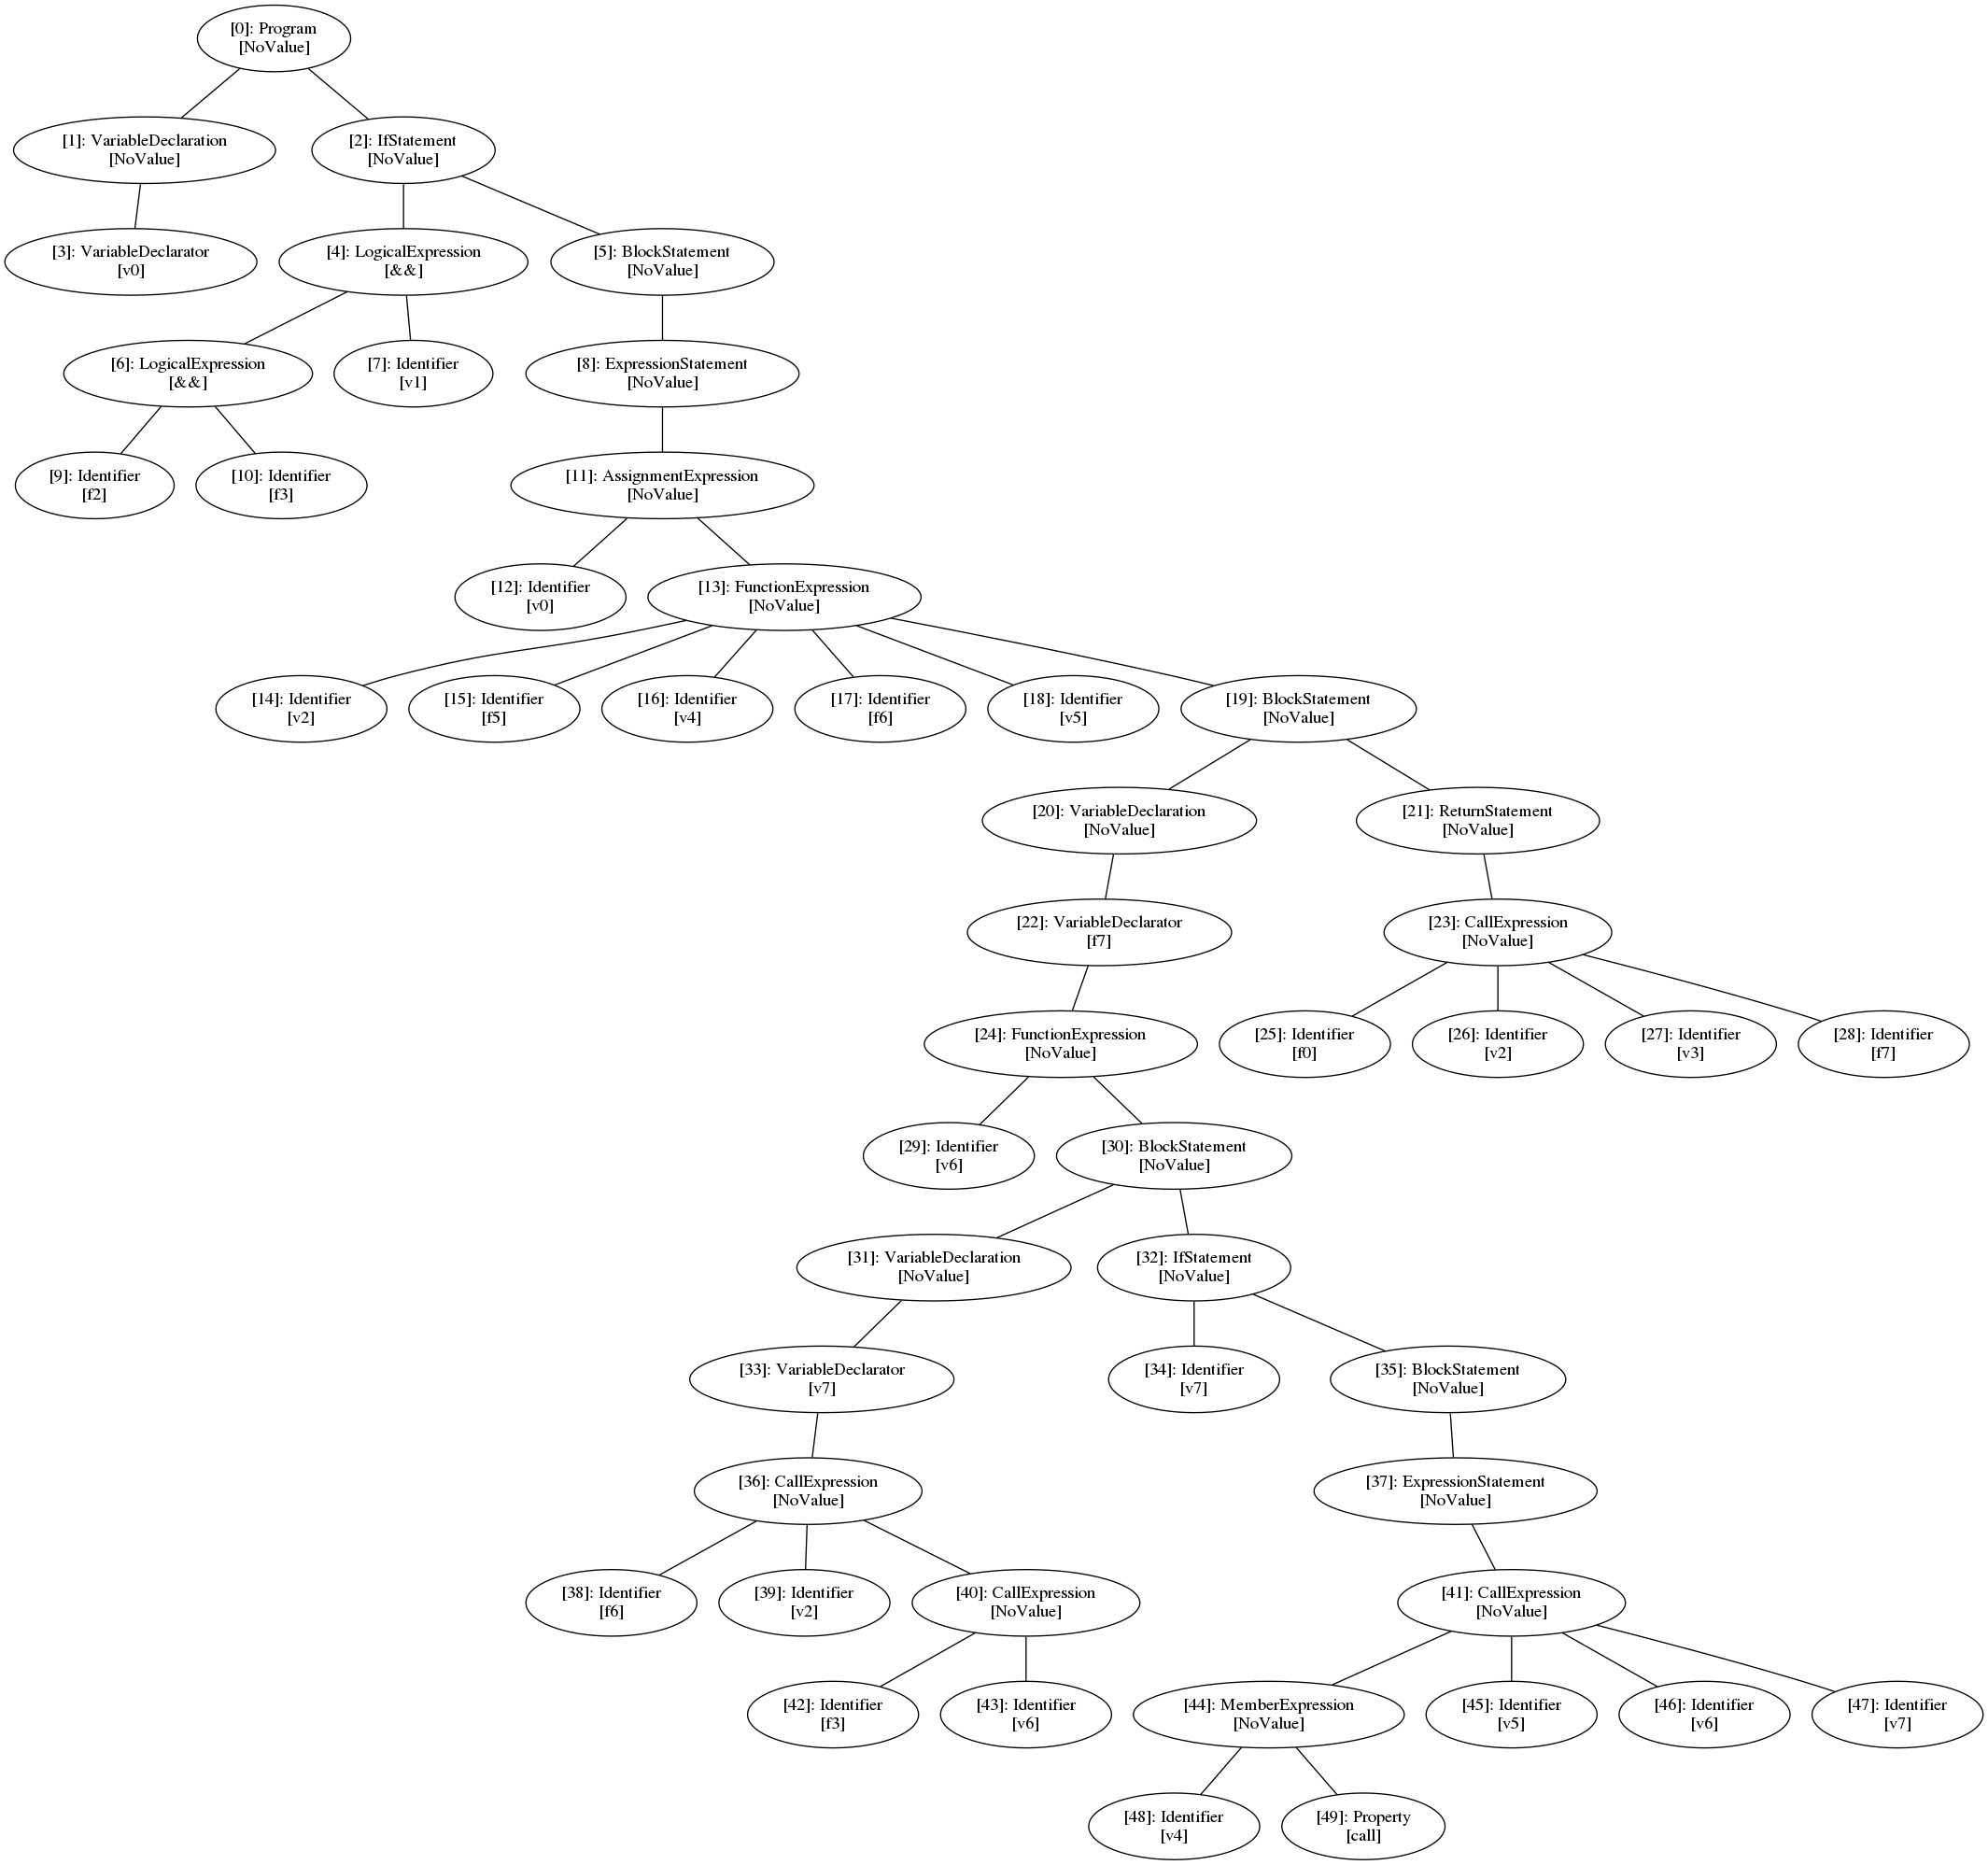 [0]: Program
[NoValue]
[1]: VariableDeclaration
[NoValue]
[2]: IfStatement
[NoValue]
[3]: VariableDeclarator
[v0]
[4]: LogicalExpression
[&&]
[5]: BlockStatement
[NoValue]
[6]: LogicalExpression
[&&]
[7]: Identifier
[v1]
[8]: ExpressionStatement
[NoValue]
[9]: Identifier
[f2]
[10]: Identifier
[f3]
[11]: AssignmentExpression
[NoValue]
[12]: Identifier
[v0]
[13]: FunctionExpression
[NoValue]
[14]: Identifier
[v2]
[15]: Identifier
[f5]
[16]: Identifier
[v4]
[17]: Identifier
[f6]
[18]: Identifier
[v5]
[19]: BlockStatement
[NoValue]
[20]: VariableDeclaration
[NoValue]
[21]: ReturnStatement
[NoValue]
[22]: VariableDeclarator
[f7]
[23]: CallExpression
[NoValue]
[24]: FunctionExpression
[NoValue]
[25]: Identifier
[f0]
[26]: Identifier
[v2]
[27]: Identifier
[v3]
[28]: Identifier
[f7]
[29]: Identifier
[v6]
[30]: BlockStatement
[NoValue]
[31]: VariableDeclaration
[NoValue]
[32]: IfStatement
[NoValue]
[33]: VariableDeclarator
[v7]
[34]: Identifier
[v7]
[35]: BlockStatement
[NoValue]
[36]: CallExpression
[NoValue]
[37]: ExpressionStatement
[NoValue]
[38]: Identifier
[f6]
[39]: Identifier
[v2]
[40]: CallExpression
[NoValue]
[41]: CallExpression
[NoValue]
[42]: Identifier
[f3]
[43]: Identifier
[v6]
[44]: MemberExpression
[NoValue]
[45]: Identifier
[v5]
[46]: Identifier
[v6]
[47]: Identifier
[v7]
[48]: Identifier
[v4]
[49]: Property
[call]